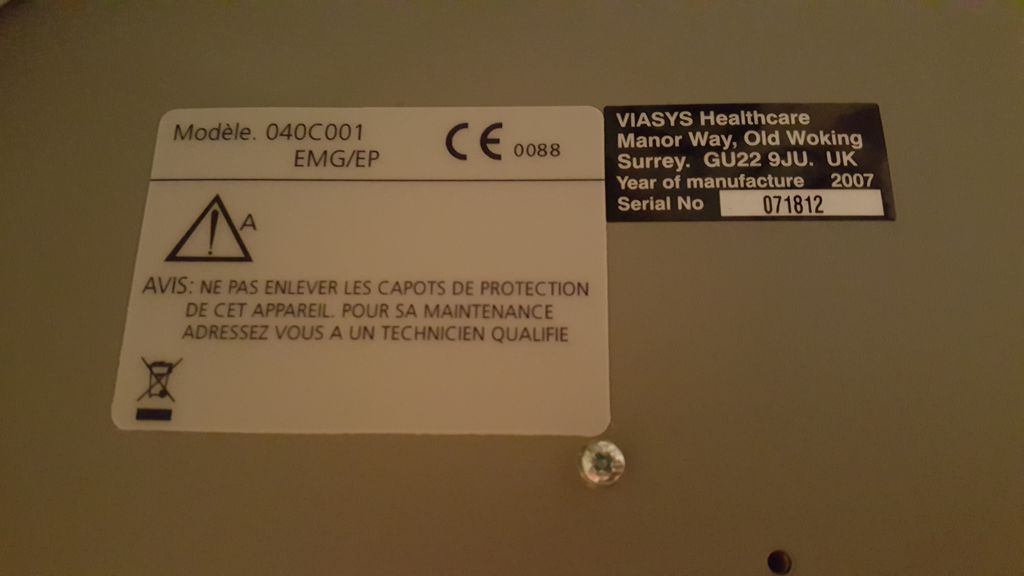 Modèle. 040C001
EMG/EP
CE 0088
A
AVIS: NE PAS ENLEVER LES CAPOTS DE PROTECTION
DE CET APPAREIL. POUR SA MAINTENANCE
ADRESSEZ VOUS A UN TECHNICIEN QUALIFIE
VIASYS Healthcare
Manor Way, Old Woking
Surrey. GU22 9JU. UK
Year of manufacture 2007
Serial No 071812